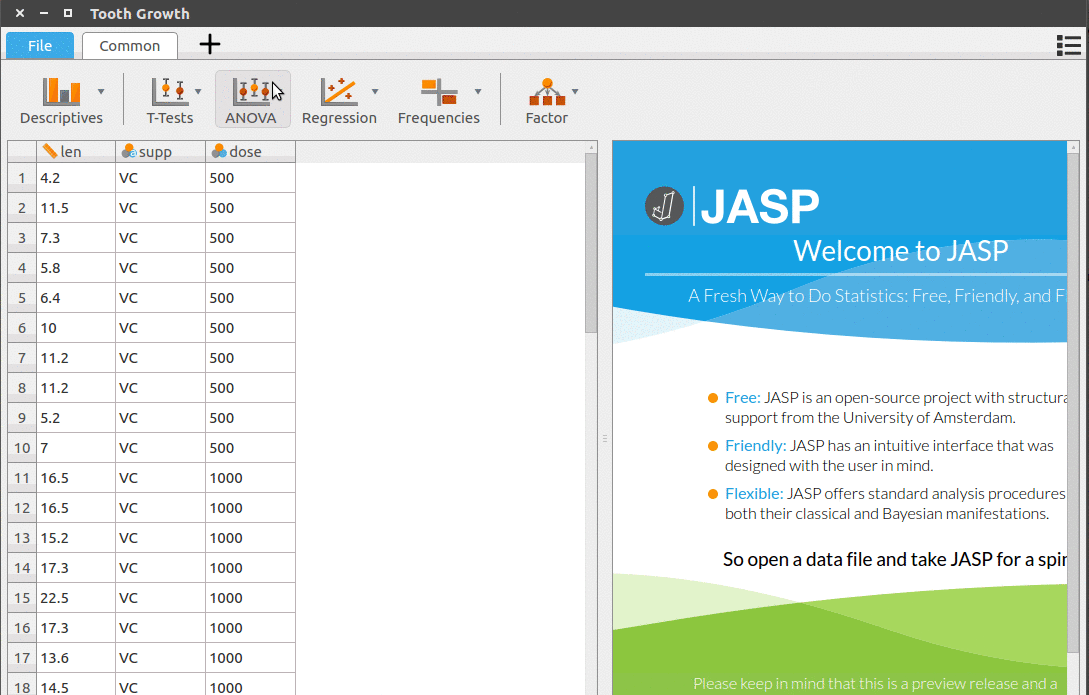 Tooth Growth
File Common
Descriptives T-Tests ANOVA Regression Frequencies Factor
len supp dose
1 4.2 VC 500
2 11.5 VC 500
3 7.3 VC 500
4 5.8 VC 500
5 6.4 VC 500
6 10 VC 500
7 11.2 VC 500
8 11.2 VC 500
9 5.2 VC 500
10 7 VC 500
11 16.5 VC 1000
12 16.5 VC 1000
13 15.2 VC 1000
14 17.3 VC 1000
15 22.5 VC 1000
16 17.3 VC 1000
17 13.6 VC 1000
18 14.5 VC 1000
JASP
Welcome to JASP
A Fresh Way to Do Statistics: Free, Friendly, and
Free: JASP is an open-source project with structura
support from the University of Amsterdam.
Friendly: JASP has an intuitive interface that was
designed with the user in mind.
Flexible: JASP offers standard analysis procedures
both their classical and Bayesian manifestations.
So open a data file and take JASP for a spin
Please keep in mind that this is a preview release and a